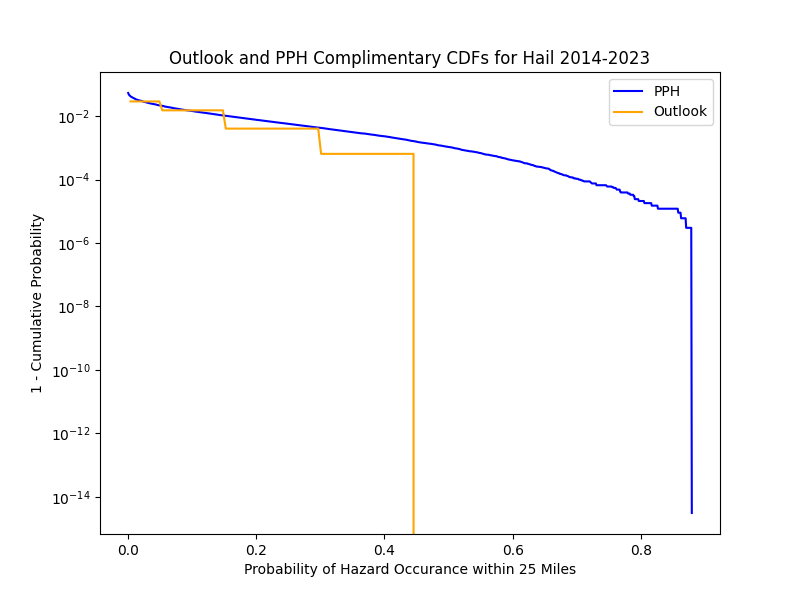 Outlook and PPH Complimentary CDFs for Hail 2014-2023
PPH
Outlook
1 - Cumulative Probability
10⁻²
10⁻⁴
10⁻⁶
10⁻⁸
10⁻¹⁰
10⁻¹²
10⁻¹⁴
0.0 0.2 0.4 0.6 0.8
Probability of Hazard Occurance within 25 Miles